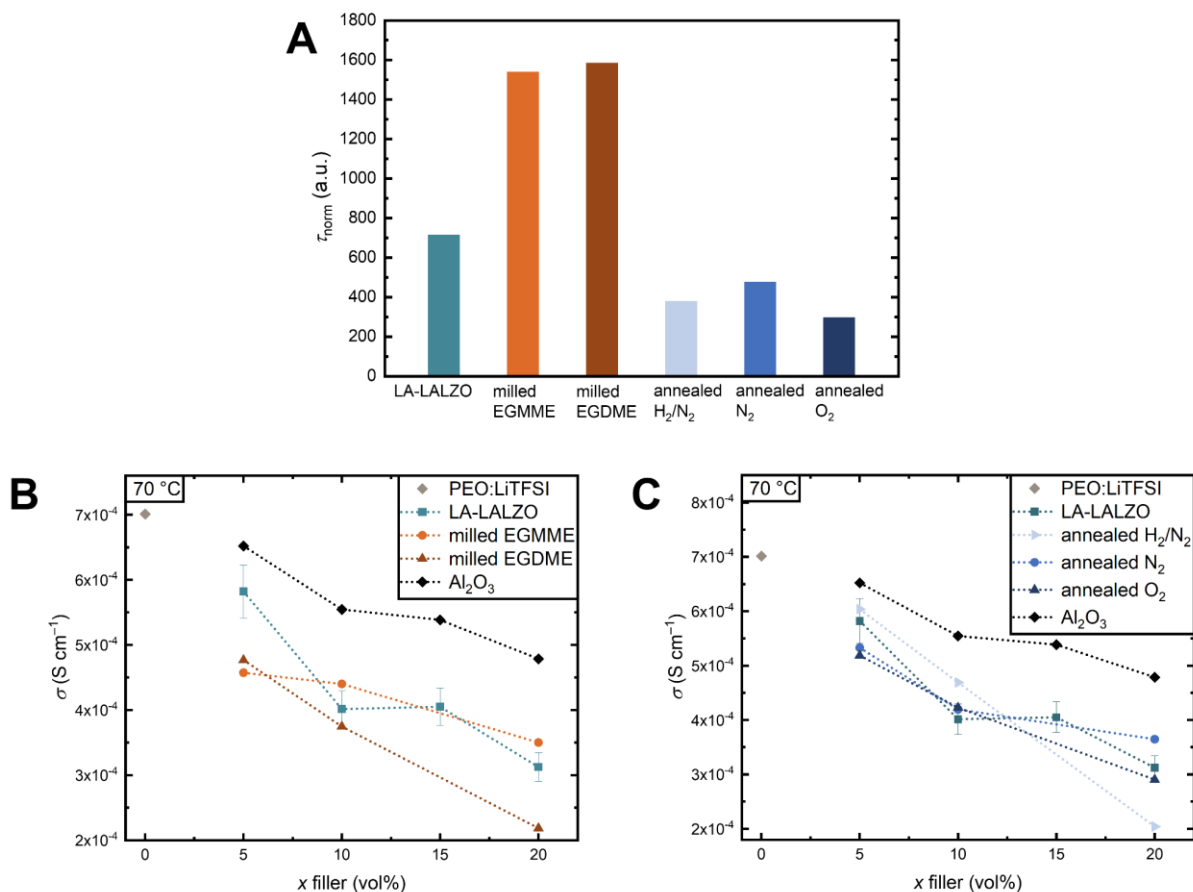 A
1800
1600
1400
1200
1000
800
600
400
200
0
τnorm (a.u.)
LA-LALZO
milled
EGMME
milled
EGDME
annealed
H₂/N₂
annealed
N₂
annealed
O₂
B
70 °C
PEO:LiTFSI
LA-LALZO
milled EGMME
milled EGDME
Al₂O₃
7x10⁻⁴
6x10⁻⁴
5x10⁻⁴
4x10⁻⁴
3x10⁻⁴
2x10⁻⁴
σ (S cm⁻¹)
0 5 10 15 20
x filler (vol%)
C
70 °C
PEO:LiTFSI
LA-LALZO
annealed H₂/N₂
annealed N₂
annealed O₂
Al₂O₃
8x10⁻⁴
7x10⁻⁴
6x10⁻⁴
5x10⁻⁴
4x10⁻⁴
3x10⁻⁴
2x10⁻⁴
σ (S cm⁻¹)
0 5 10 15 20
x filler (vol%)